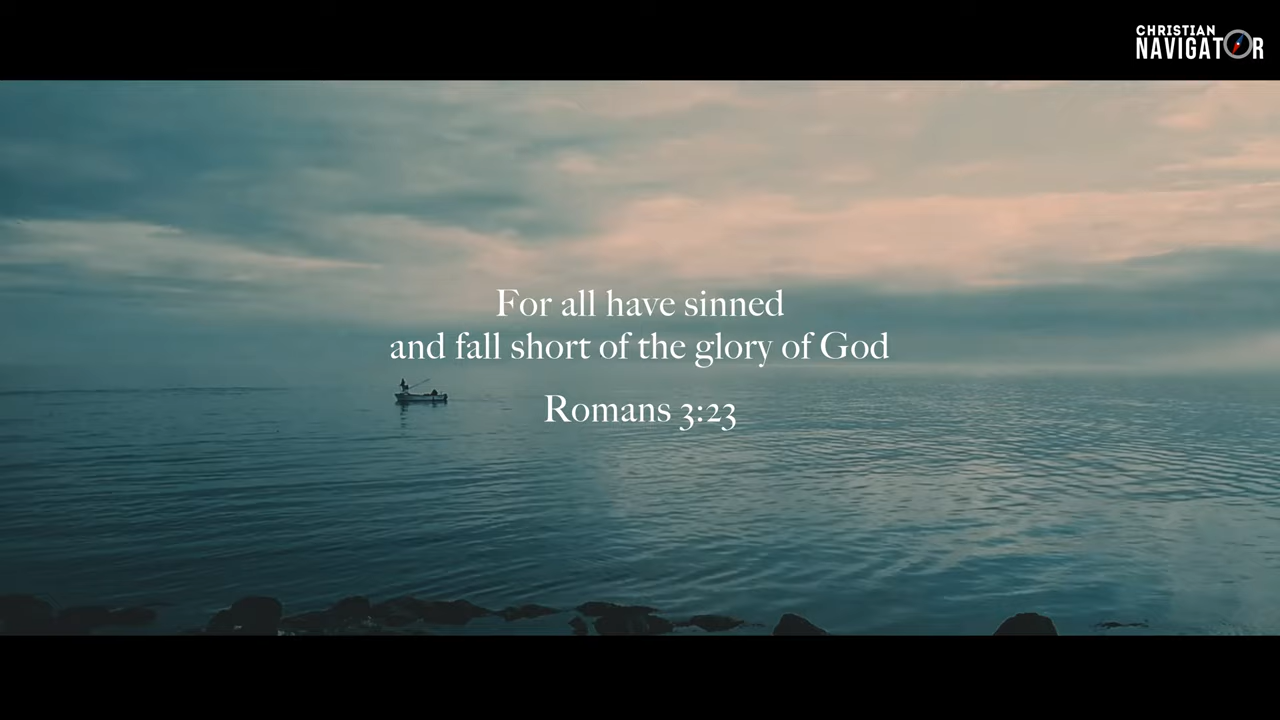 CHRISTIAN
NAVIGATOR
For all have sinned
and fall short of the glory of God
Romans 3:23